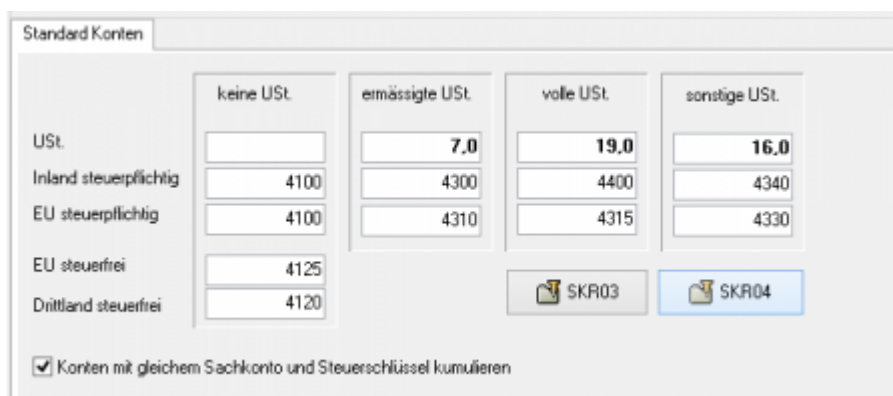 Standard Konten
keine USt. ermässigte USt. volle USt. sonstige USt.
USt. 7,0 19,0 16,0
Inland steuerpflichtig 4100 4300 4400 4340
EU steuerpflichtig 4100 4310 4315 4330
EU steuerfrei 4125
Drittland steuerfrei 4120
SKR03 SKR04
Konten mit gleichem Sachkonto und Steuerschlüssel kumulieren